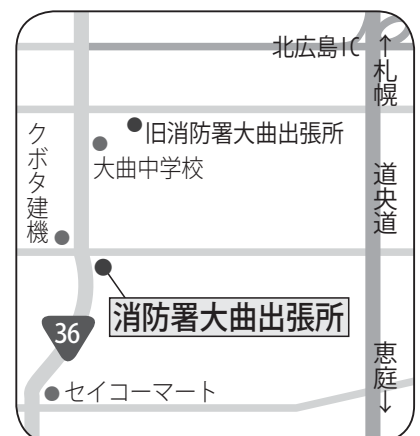 北広島IC
↑札幌
旧消防署大曲出張所
大曲中学校
クボタ建機
道央道
消防署大曲出張所
36
恵庭↓
セイコーマート